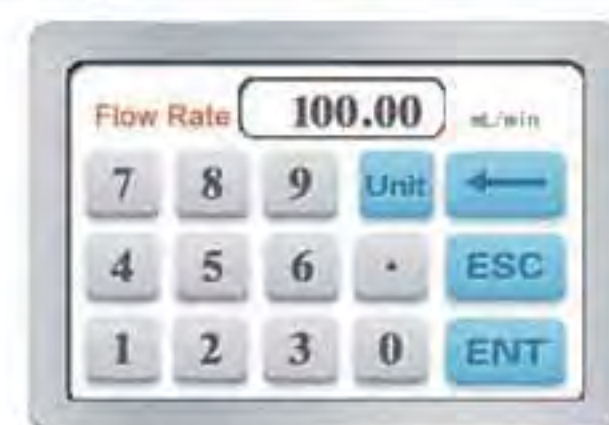 Flow Rate 100.00 mL/min
7 8 9 Unit
4 5 6 . ESC
1 2 3 0 ENT